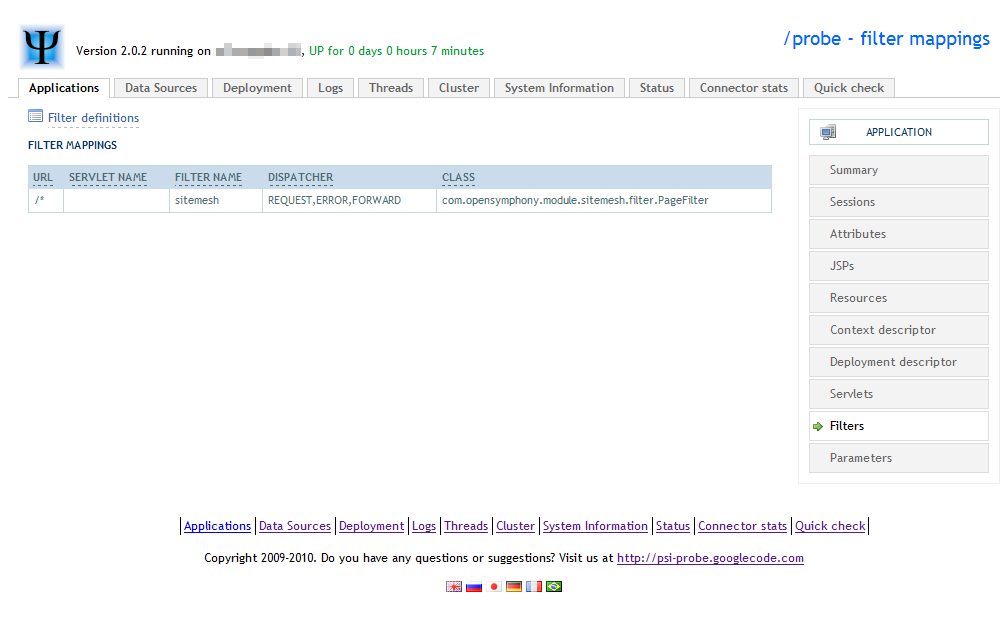 Version 2.0.2 running on , UP for 0 days 0 hours 7 minutes
/probe - filter mappings
Applications Data Sources Deployment Logs Threads Cluster System Information Status Connector stats Quick check
Filter definitions
FILTER MAPPINGS
URL SERVLET NAME FILTER NAME DISPATCHER CLASS
/* sitemesh REQUEST,ERROR,FORWARD com.opensymphony.module.sitemesh.filter.PageFilter
APPLICATION
Summary
Sessions
Attributes
JSPs
Resources
Context descriptor
Deployment descriptor
Servlets
Filters
Parameters
Applications Data Sources Deployment Logs Threads Cluster System Information Status Connector stats Quick check
Copyright 2009-2010. Do you have any questions or suggestions? Visit us at http://psi-probe.googlecode.com